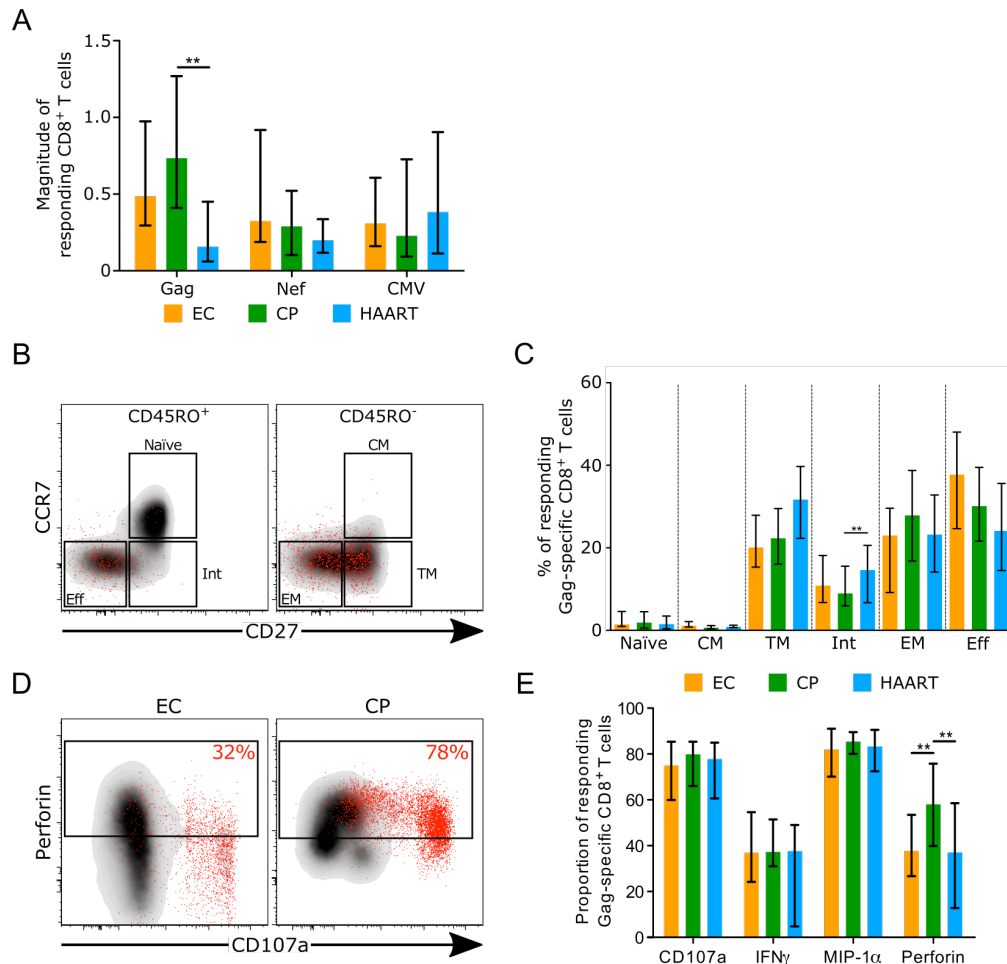 A
Magnitude of
responding CD8⁺ T cells
1.5
1.0
0.5
0
**
Gag Nef CMV
EC CP HAART
B
CD45RO⁺ CD45RO⁻
Naïve CM
CCR7
Eff Int EM TM
CD27
C
% of responding
Gag-specific CD8⁺ T cells
60
40
20
0
**
Naïve CM TM Int EM Eff
EC CP HAART
D
EC CP
32% 78%
Perforin
CD107a
E
Proportion of responding
Gag-specific CD8⁺ T cells
100
80
60
40
20
0
** **
CD107a IFNγ MIP-1α Perforin